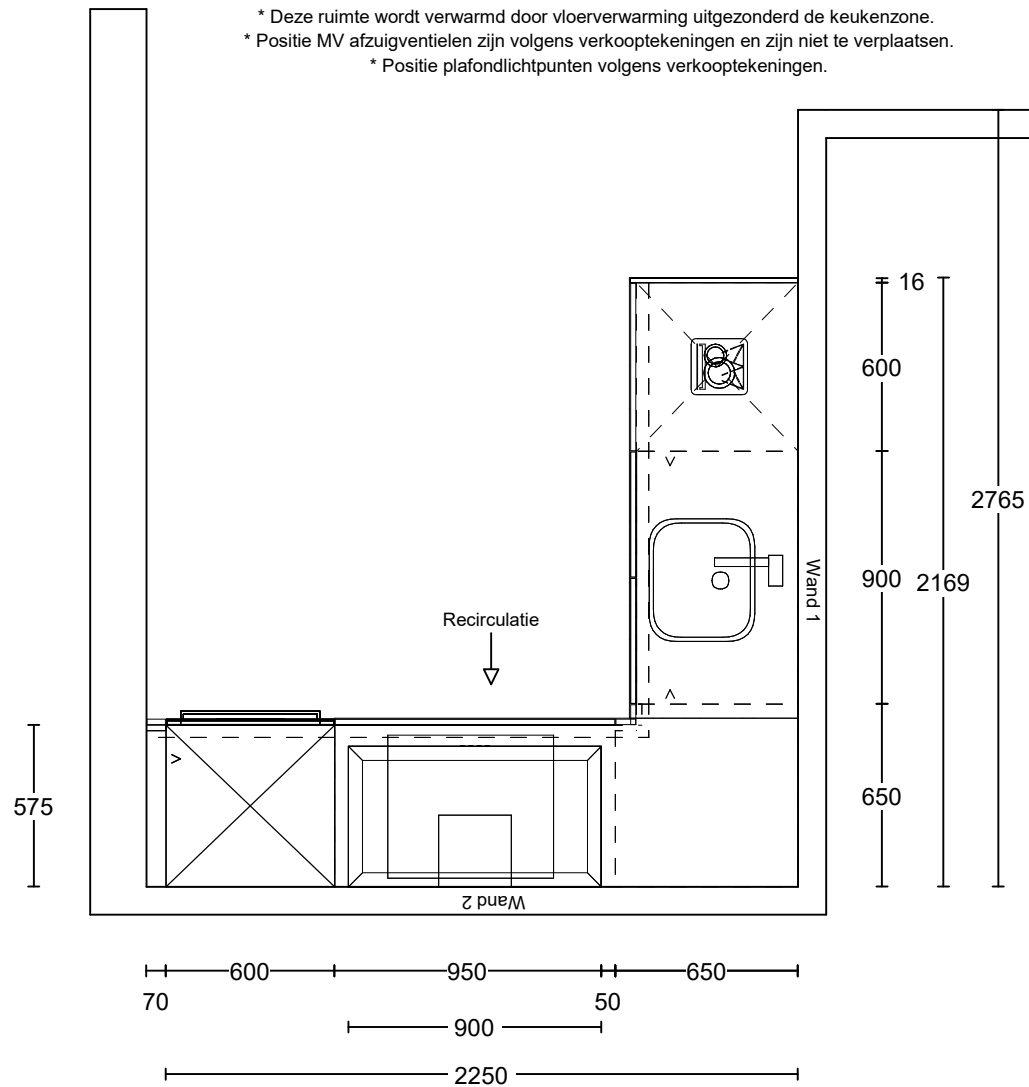 * Deze ruimte wordt verwarmd door vloerverwarming uitgezonderd de keukenzone.
* Positie MV afzuigventielen zijn volgens verkooptekeningen en zijn niet te verplaatsen.
* Positie plafondlichtpunten volgens verkooptekeningen.
16
600
2765
900
2169
Wand 1
Recirculatie
575
650
Wand 2
600
950
650
70
50
900
2250